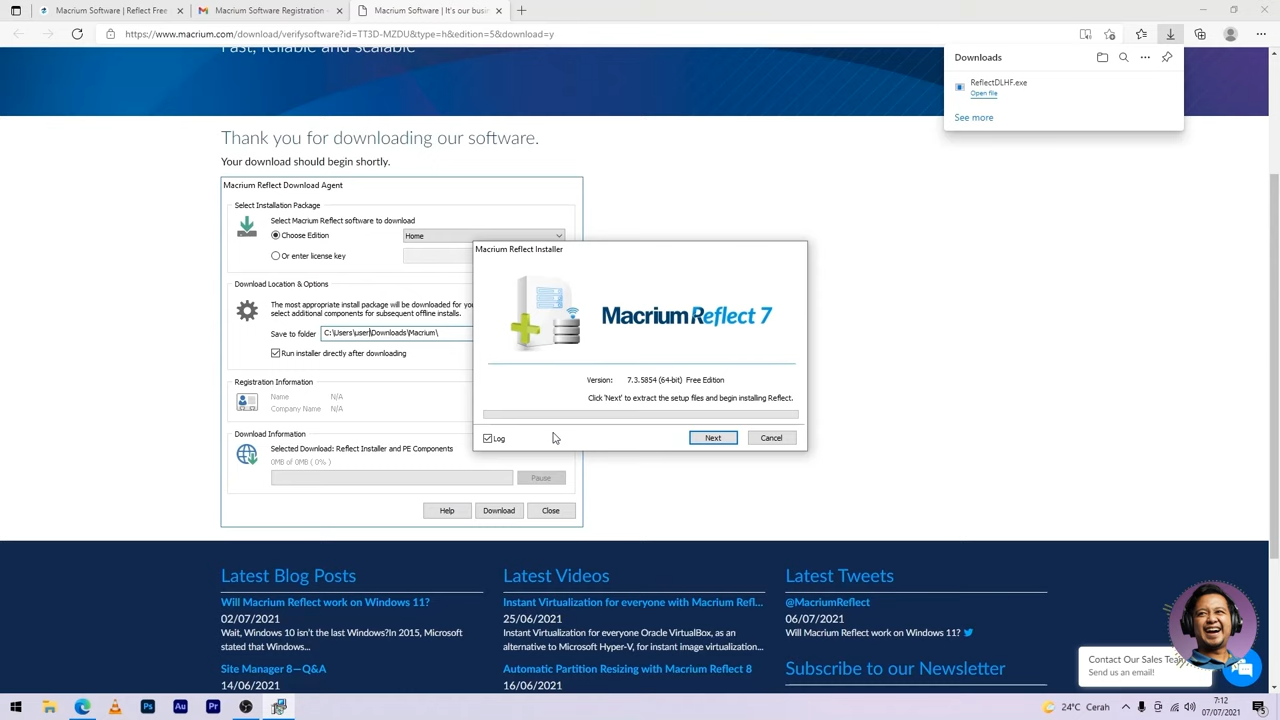 Macrium Software | Reflect Free
Macrium Software Registration -
Macrium Software | It's our busi
https://www.macrium.com/download/verifysoftware?id=TT3D-MZDU&type=h&edition=5&download=y
Fast, reliable and scalable
Downloads
ReflectDLHF.exe
Open file
See more
Thank you for downloading our software.
Your download should begin shortly.
Macrium Reflect Download Agent
Select Installation Package
Select Macrium Reflect software to download
Choose Edition
Home
Or enter license key
Download Location & Options
The most appropriate install package will be downloaded for
select additional components for subsequent offline installs.
Save to folder
C:\Users\user\Downloads\Macrium\
Run installer directly after downloading
Registration Information
Name N/A
Company Name N/A
Download Information
Selected Download: Reflect Installer and PE Components
0MB of 0MB ( 0% )
Pause
Help Download Close
Macrium Reflect Installer
Macrium Reflect 7
Version: 7.3.5854 (64-bit) Free Edition
Click 'Next' to extract the setup files and begin installing Reflect.
Log
Next Cancel
Latest Blog Posts
Will Macrium Reflect work on Windows 11?
02/07/2021
Wait, Windows 10 isn't the last Windows?In 2015, Microsoft
stated that Windows...
Site Manager 8—Q&A
14/06/2021
Latest Videos
Instant Virtualization for everyone with Macrium Refl...
25/06/2021
Instant Virtualization for everyone Oracle VirtualBox, as an
alternative to Microsoft Hyper-V, for instant image virtualization...
Automatic Partition Resizing with Macrium Reflect 8
16/06/2021
Latest Tweets
@MacriumReflect
06/07/2021
Will Macrium Reflect work on Windows 11?
Subscribe to our Newsletter
Contact Our Sales Team
Send us an email!
Ps Au Pr
24°C Cerah
7:12
07/07/2021